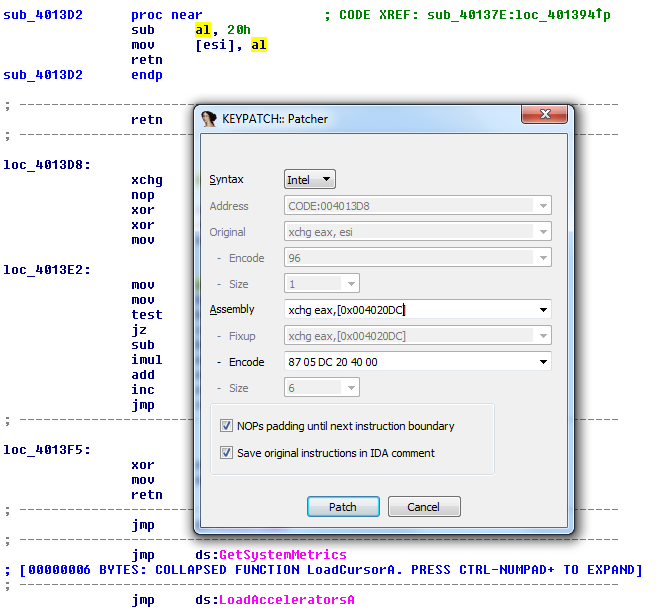 sub_4013D2 proc near ; CODE XREF: sub_40137E:loc_401394↑p
sub al, 20h
mov [esi], al
retn
sub_4013D2 endp
; ---------------------------------------------------------------------------
retn
; ---------------------------------------------------------------------------
loc_4013D8:
xchg
nop
xor
xor
mov
loc_4013E2:
mov
mov
test
jz
sub
imul
add
inc
jmp
; ---------------------------------------------------------------------------
loc_4013F5:
xor
mov
retn
; ---------------------------------------------------------------------------
jmp
; ---------------------------------------------------------------------------
jmp ds:GetSystemMetrics
; [00000006 BYTES: COLLAPSED FUNCTION LoadCursorA. PRESS CTRL-NUMPAD+ TO EXPAND]
; ---------------------------------------------------------------------------
jmp ds:LoadAcceleratorsA
KEYPATCH:: Patcher
Syntax Intel
Address CODE:004013D8
Original xchg eax, esi
- Encode 96
- Size 1
Assembly xchg eax,[0x004020DC]
- Fixup xchg eax,[0x004020DC]
- Encode 87 05 DC 20 40 00
- Size 6
NOPs padding until next instruction boundary
Save original instructions in IDA comment
Patch Cancel